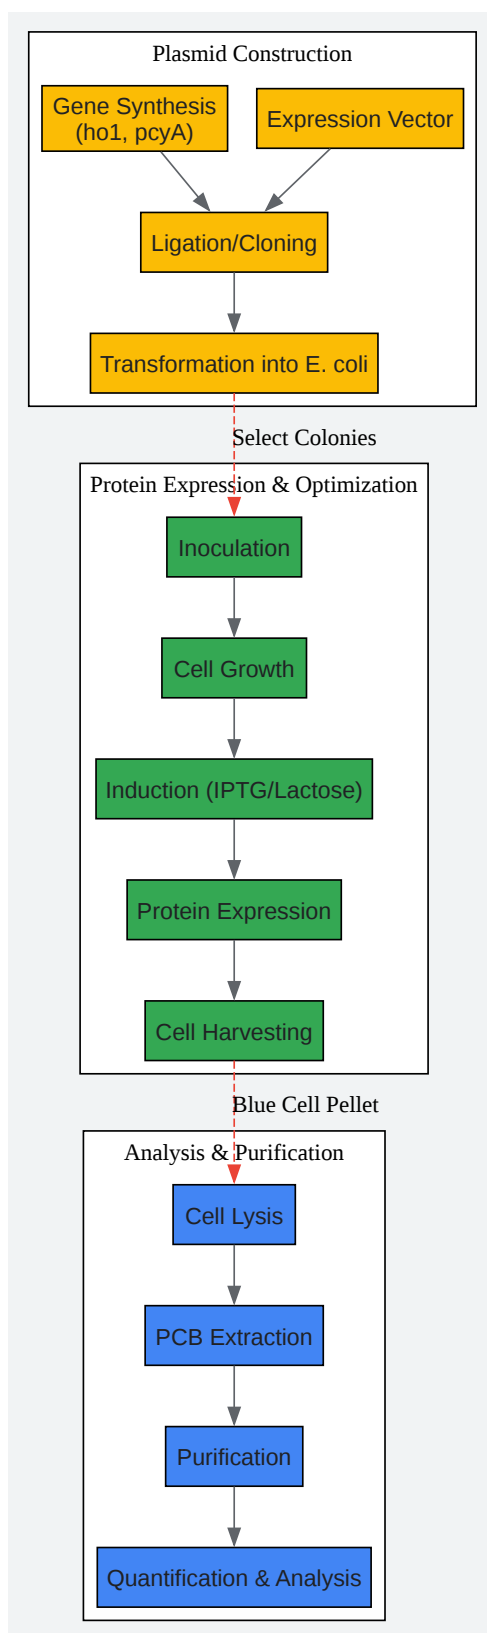 Plasmid Construction
Gene Synthesis
(ho1, pcyA)
Expression Vector
Ligation/Cloning
Transformation into E. coli
Select Colonies
Protein Expression & Optimization
Inoculation
Cell Growth
Induction (IPTG/Lactose)
Protein Expression
Cell Harvesting
Blue Cell Pellet
Analysis & Purification
Cell Lysis
PCB Extraction
Purification
Quantification & Analysis